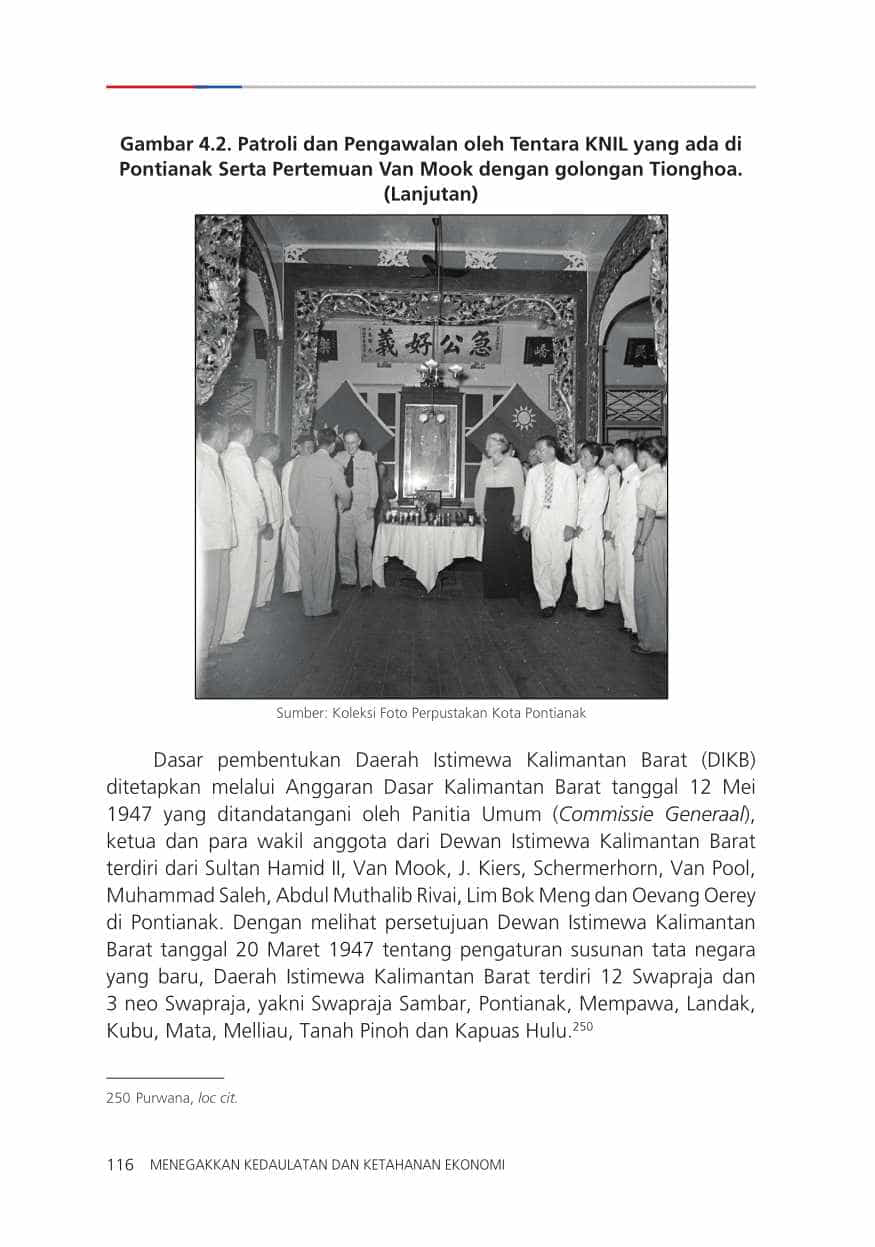 Gambar 4.2. Patroli dan Pengawalan oleh Tentara KNIL yang ada di
Pontianak Serta Pertemuan Van Mook dengan golongan Tionghoa.
(Lanjutan)
義好公急
Sumber: Koleksi Foto Perpustakan Kota Pontianak
Dasar pembentukan Daerah Istimewa Kalimantan Barat (DIKB)
ditetapkan melalui Anggaran Dasar Kalimantan Barat tanggal 12 Mei
1947 yang ditandatangani oleh Panitia Umum (Commissie Generaal),
ketua dan para wakil anggota dari Dewan Istimewa Kalimantan Barat
terdiri dari Sultan Hamid II, Van Mook, J. Kiers, Schermerhorn, Van Pool,
Muhammad Saleh, Abdul Muthalib Rivai, Lim Bok Meng dan Oevang Oerey
di Pontianak. Dengan melihat persetujuan Dewan Istimewa Kalimantan
Barat tanggal 20 Maret 1947 tentang pengaturan susunan tata negara
yang baru, Daerah Istimewa Kalimantan Barat terdiri 12 Swapraja dan
3 neo Swapraja, yakni Swapraja Sambar, Pontianak, Mempawa, Landak,
Kubu, Mata, Melliau, Tanah Pinoh dan Kapuas Hulu.250
250 Purwana, loc cit.
116 MENEGAKKAN KEDAULATAN DAN KETAHANAN EKONOMI